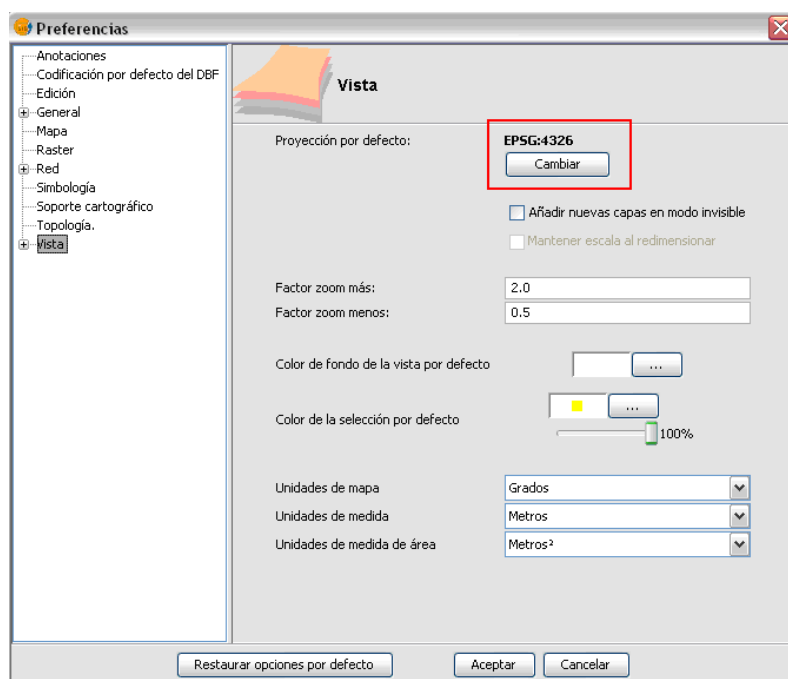 Preferencias
Anotaciones
Codificación por defecto del DBF
Edición
General
Mapa
Raster
Red
Simbología
Soporte cartográfico
Topología.
Vista
Vista
Proyección por defecto:
EPSG:4326
Cambiar
Añadir nuevas capas en modo invisible
Mantener escala al redimensionar
Factor zoom más: 2.0
Factor zoom menos: 0.5
Color de fondo de la vista por defecto ...
Color de la selección por defecto ...
100%
Unidades de mapa Grados
Unidades de medida Metros
Unidades de medida de área Metros²
Restaurar opciones por defecto Aceptar Cancelar